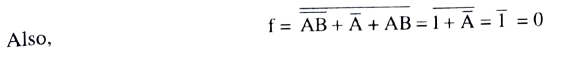 Also, f = $\overline{\overline{AB} + \overline{A} + AB} = \overline{1 + \overline{A}} = \overline{1} = 0$